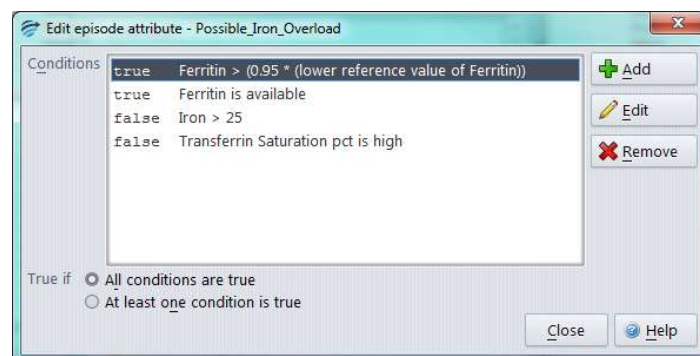 Edit episode attribute - Possible_Iron_Overload
Conditions
true Ferritin > (0.95 * (lower reference value of Ferritin))
true Ferritin is available
false Iron > 25
false Transferrin Saturation pct is high
Add
Edit
Remove
True if
All conditions are true
At least one condition is true
Close
Help